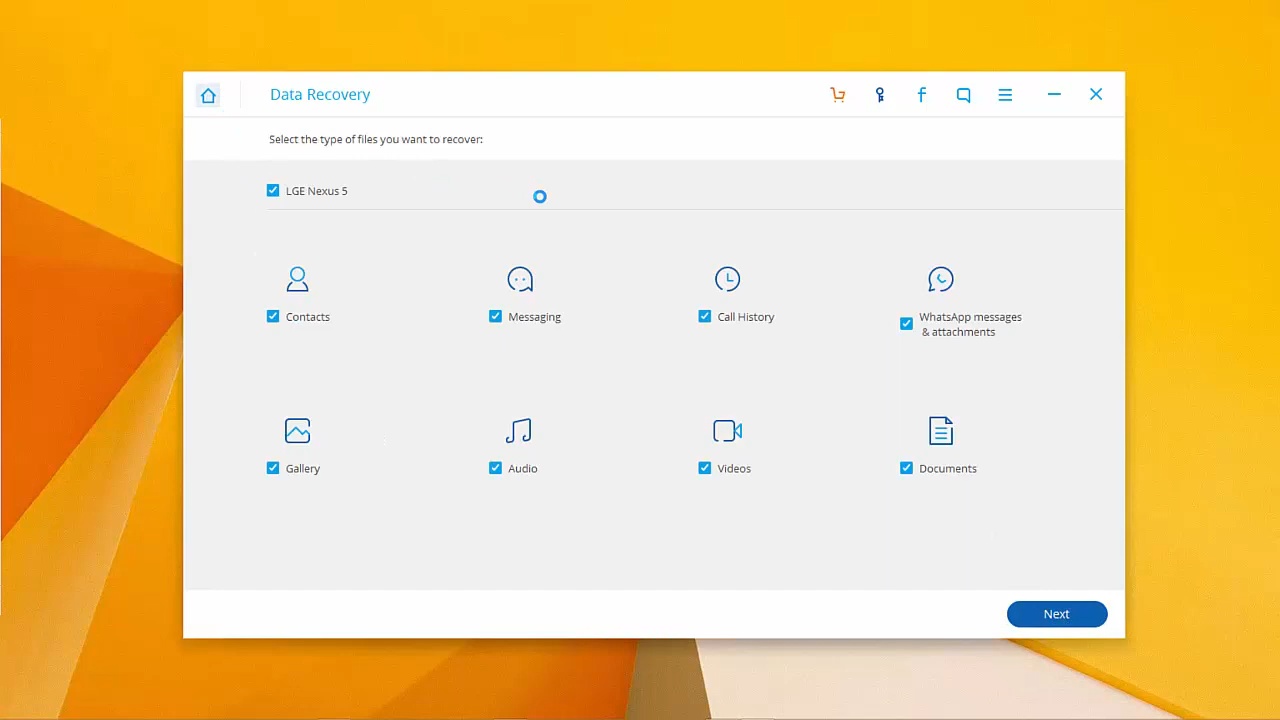 Data Recovery
f
Select the type of files you want to recover:
LGE Nexus 5
Contacts
Messaging
Call History
WhatsApp messages
& attachments
Gallery
Audio
Videos
Documents
Next